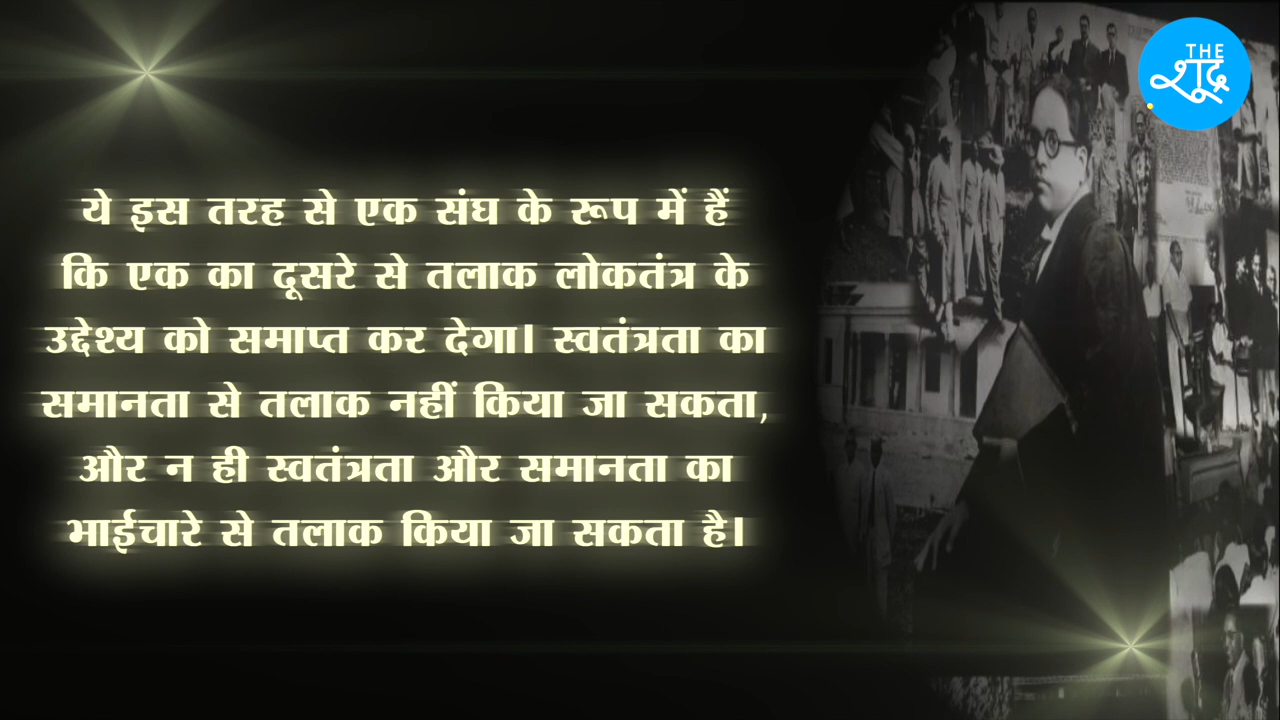 THE
शूद्र
ये इस तरह से एक संघ के रूप में हैं
कि एक का दूसरे से तलाक लोकतंत्र के
उद्देश्य को समाप्त कर देगा। स्वतंत्रता का
समानता से तलाक नहीं किया जा सकता,
और न ही स्वतंत्रता और समानता का
भाईचारे से तलाक किया जा सकता है।